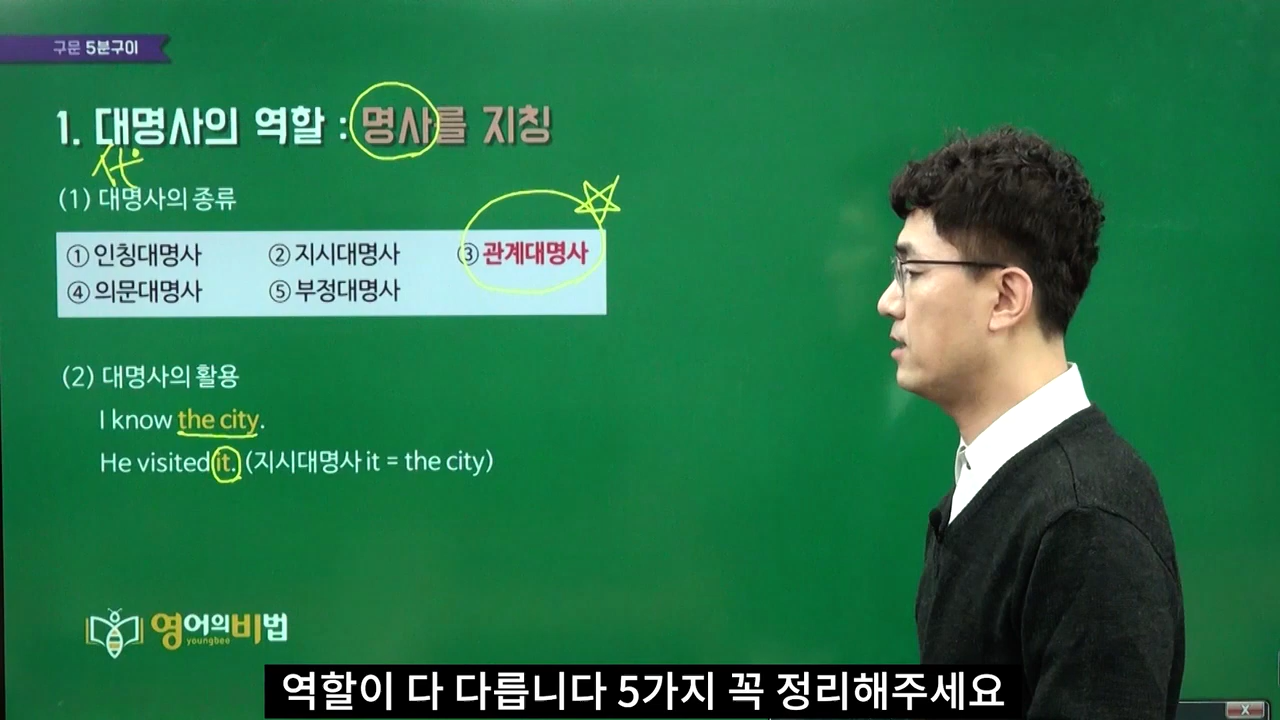 구문 5분구이
1. 대명사의 역할 : 명사를 지칭
代
(1) 대명사의 종류
① 인칭대명사 ② 지시대명사 ③ 관계대명사
④ 의문대명사 ⑤ 부정대명사
(2) 대명사의 활용
I know the city.
He visited it. (지시대명사 it = the city)
영어의비법
youngbee
역할이 다 다릅니다 5가지 꼭 정리해주세요
X